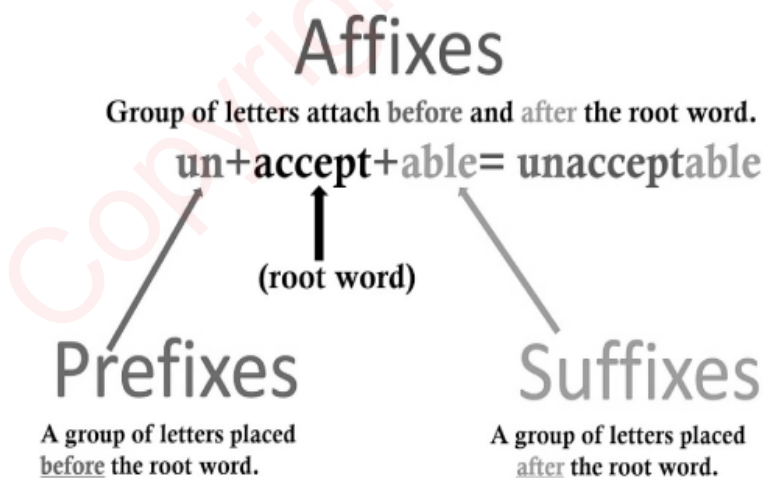 Affixes
Group of letters attach before and after the root word.
un+accept+able= unacceptable
(root word)
Prefixes
A group of letters placed
before the root word.
Suffixes
A group of letters placed
after the root word.